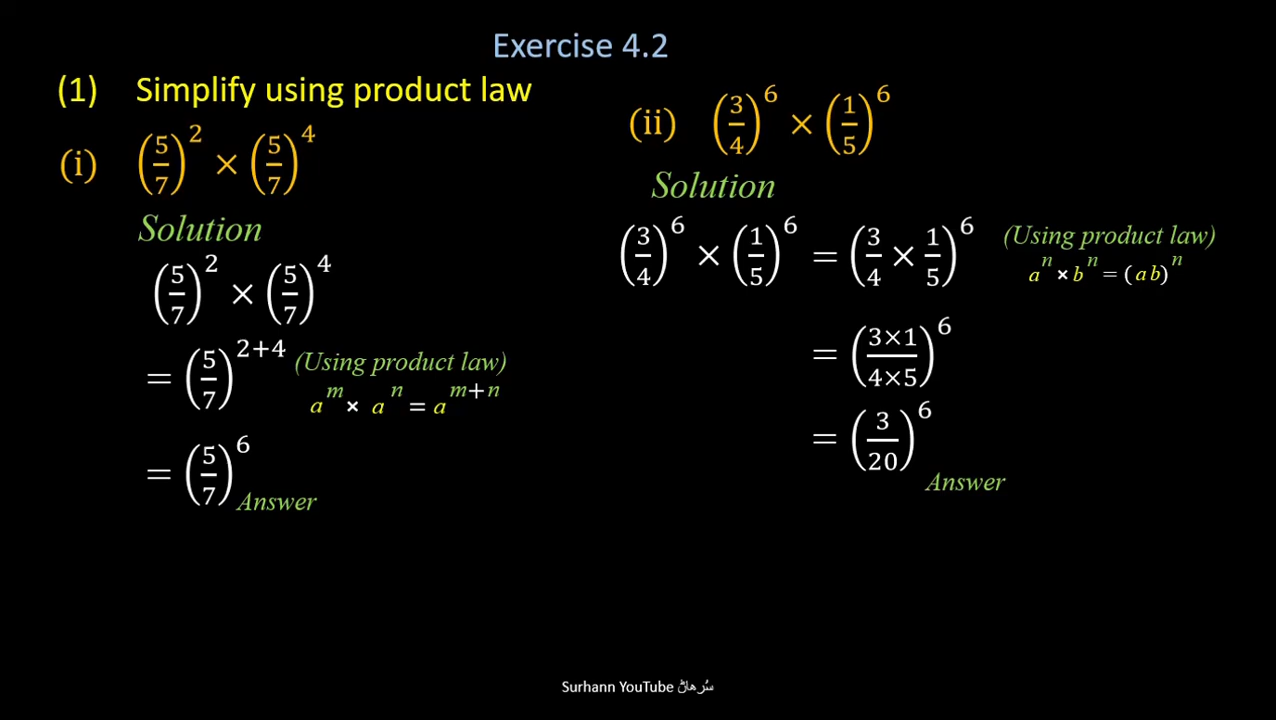 Exercise 4.2
(1) Simplify using product law
(i) (5/7)^2 × (5/7)^4
Solution
(5/7)^2 × (5/7)^4
= (5/7)^(2+4) (Using product law)
a^m × a^n = a^(m+n)
= (5/7)^6
Answer
(ii) (3/4)^6 × (1/5)^6
Solution
(3/4)^6 × (1/5)^6 = (3/4 × 1/5)^6 (Using product law)
a^n × b^n = (ab)^n
= ((3×1)/(4×5))^6
= (3/20)^6
Answer
Surhann YouTube سُرهاڻ